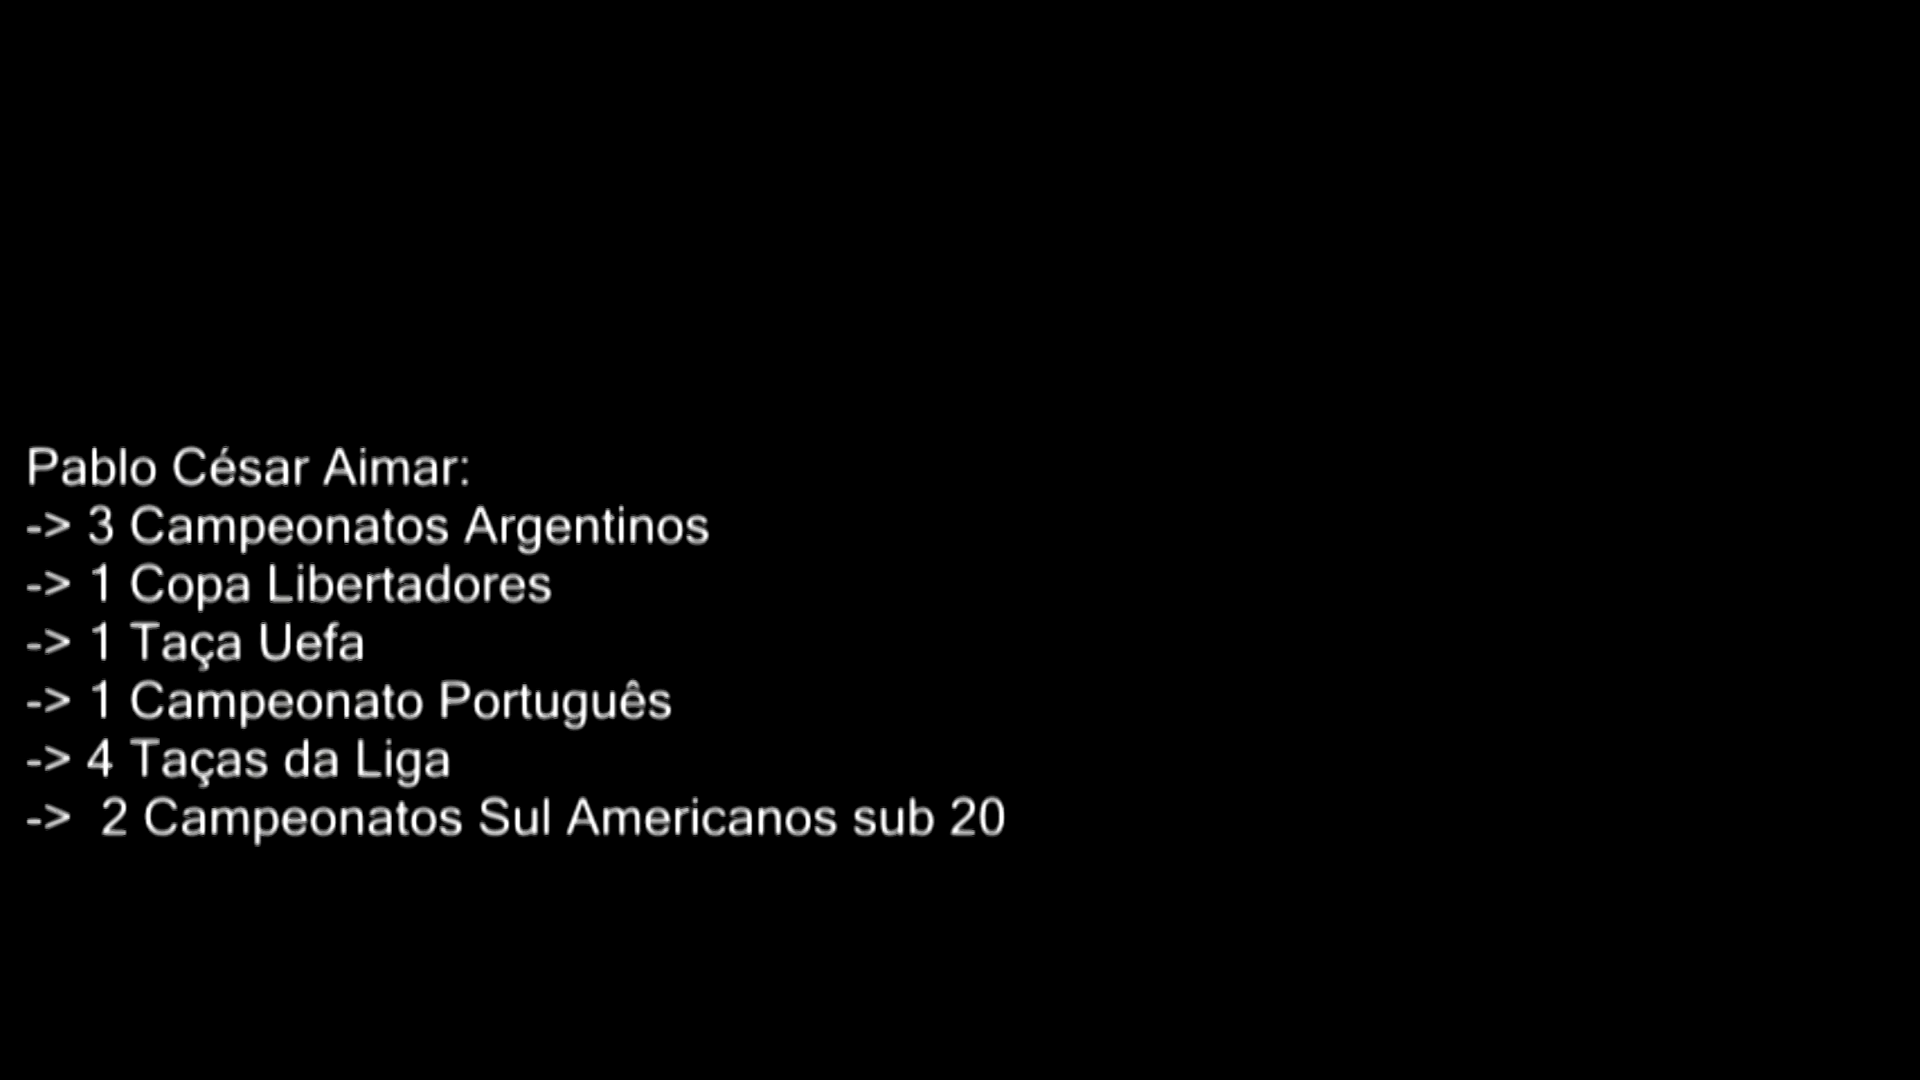 Pablo César Aimar:
-> 3 Campeonatos Argentinos
-> 1 Copa Libertadores
-> 1 Taça Uefa
-> 1 Campeonato Português
-> 4 Taças da Liga
->  2 Campeonatos Sul Americanos sub 20